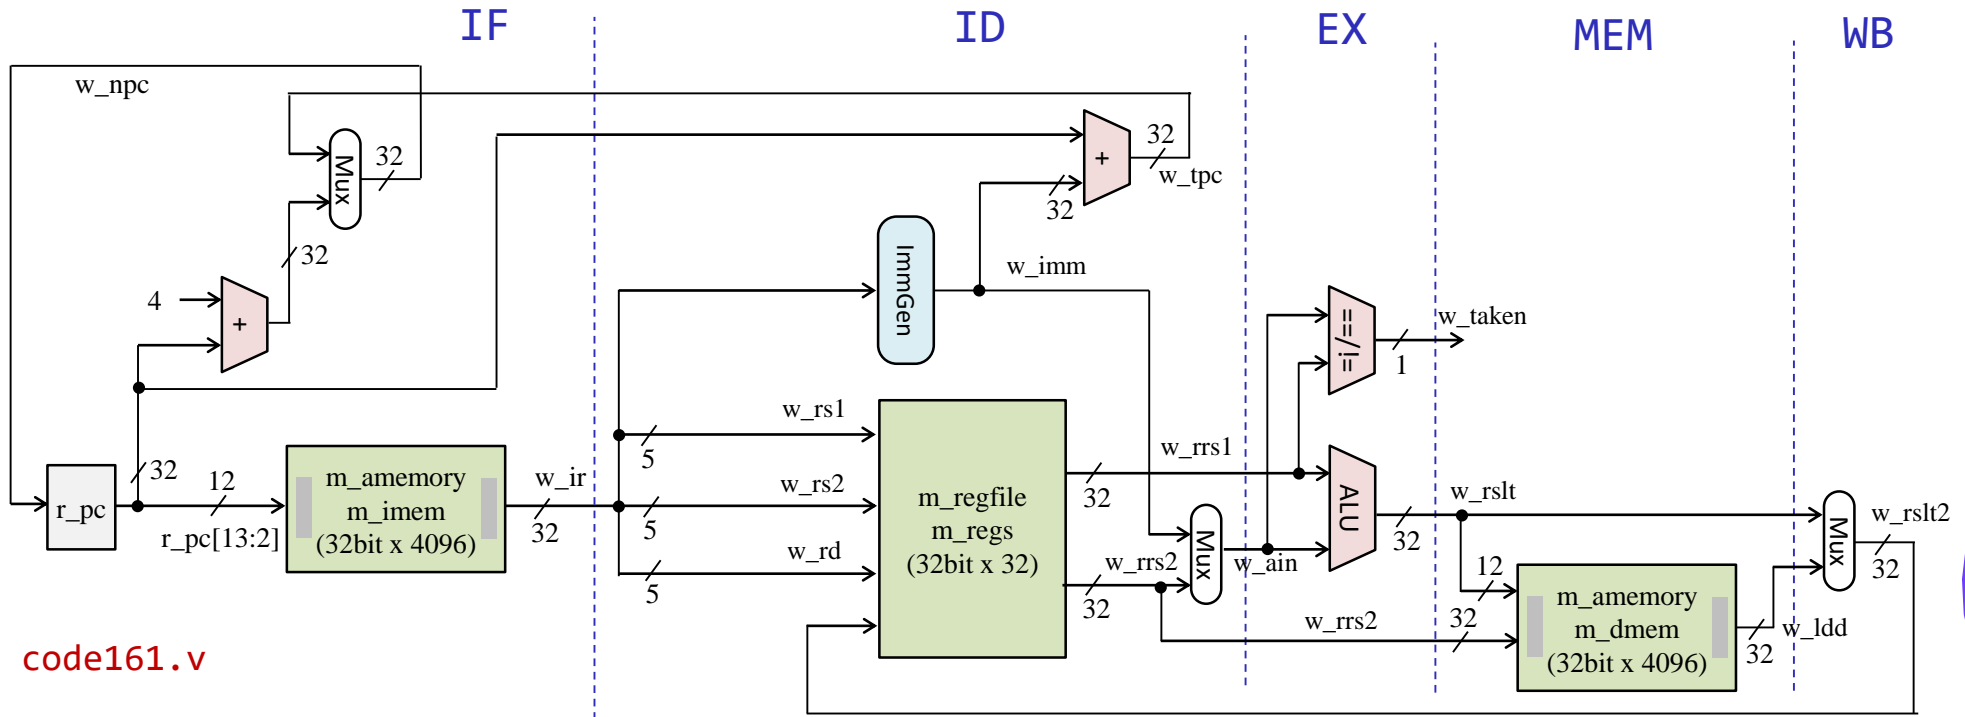 IF
ID
EX
MEM
WB
w_npc
Mux
32
32
4
+
32
r_pc
32
12
r_pc[13:2]
m_amemory
m_imem
(32bit x 4096)
w_ir
32
+
32
w_tpc
32
ImmGen
w_imm
w_rs1
5
w_rs2
5
w_rd
5
m_regfile
m_regs
(32bit x 32)
w_rrs1
32
w_rrs2
32
Mux
w_ain
w_rrs2
==/!=
w_taken
1
ALU
w_rslt
32
12
32
m_amemory
m_dmem
(32bit x 4096)
w_ldd
32
Mux
w_rslt2
32
code161.v